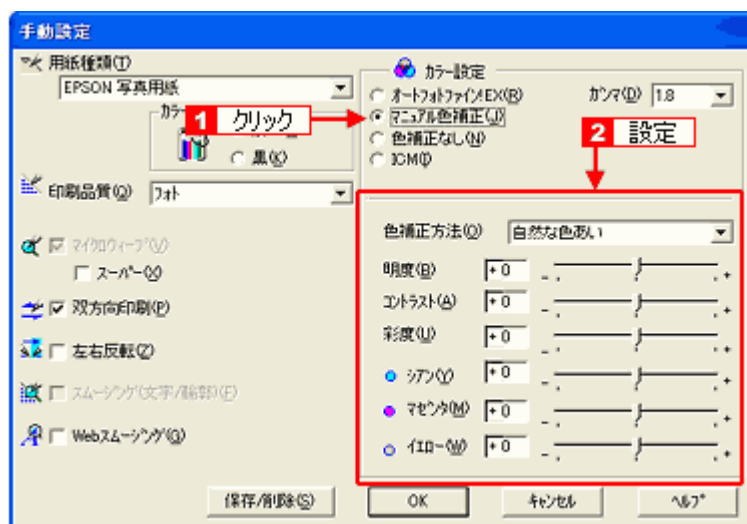 手動設定
用紙種類(T)
EPSON 写真用紙
カラー
1 クリック
黒(K)
印刷品質(Q)
フォト
マイクロウィーブ(V)
スーパー(X)
双方向印刷(P)
左右反転(Z)
スムージング(文字/輪郭)(F)
Webスムージング(G)
カラー設定
オートフォトファイン!EX(R)
ガンマ(D) 1.8
マニュアル色補正(J)
色補正なし(N)
ICM(I)
2 設定
色補正方法(O) 自然な色あい
明度(B) +0 - +
コントラスト(A) +0 - +
彩度(U) +0 - +
シアン(Y) +0 - +
マゼンタ(M) +0 - +
イエロー(W) +0 - +
保存/削除(S)
OK
キャンセル
ヘルプ